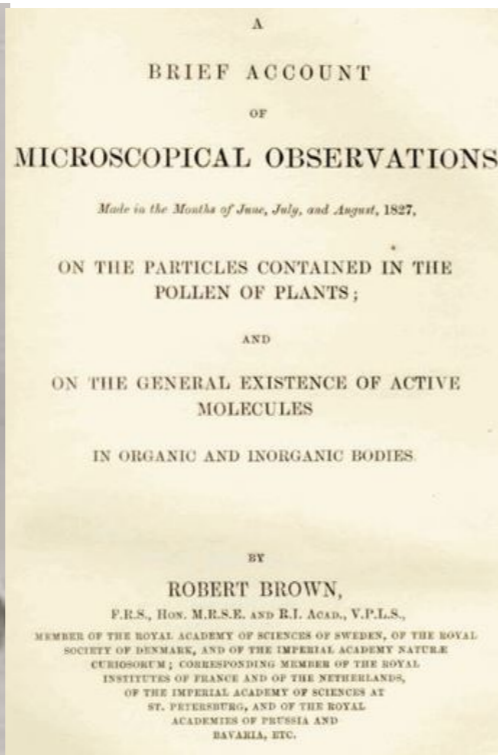 A
BRIEF ACCOUNT
OF
MICROSCOPICAL OBSERVATIONS
Made in the Months of June, July, and August, 1827,
ON THE PARTICLES CONTAINED IN THE
POLLEN OF PLANTS;
AND
ON THE GENERAL EXISTENCE OF ACTIVE
MOLECULES
IN ORGANIC AND INORGANIC BODIES.
BY
ROBERT BROWN,
F.R.S., HON. M.R.S.E. AND R.I. ACAD., V.P.L.S.,
MEMBER OF THE ROYAL ACADEMY OF SCIENCES OF SWEDEN, OF THE ROYAL
SOCIETY OF DENMARK, AND OF THE IMPERIAL ACADEMY NATURÆ
CURIOSORUM; CORRESPONDING MEMBER OF THE ROYAL
INSTITUTES OF FRANCE AND OF THE NETHERLANDS,
OF THE IMPERIAL ACADEMY OF SCIENCES AT
ST. PETERSBURG, AND OF THE ROYAL
ACADEMIES OF PRUSSIA AND
BAVARIA, ETC.